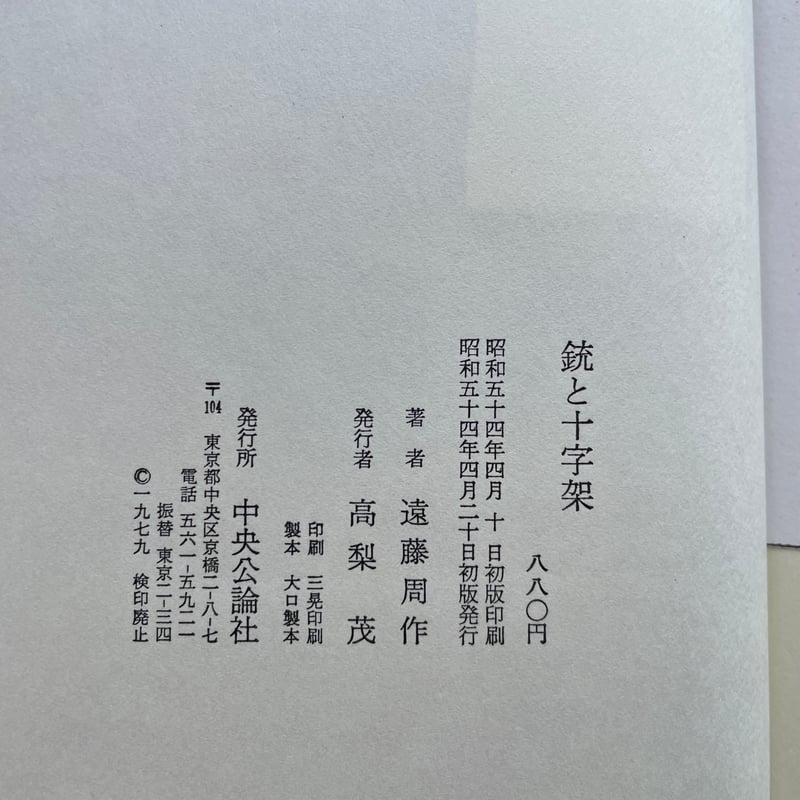 銃と十字架
八八〇円
昭和五十四年四月 十 日初版印刷
昭和五十四年四月二十日初版発行
著 者 遠藤周作
発行者 高梨 茂
印刷 三晃印刷
製本 大口製本
発行所 中央公論社
〒104 東京都中央区京橋二-八-七
電話 五六一-五九二一
振替 東京二-三四
©一九七九 検印廃止